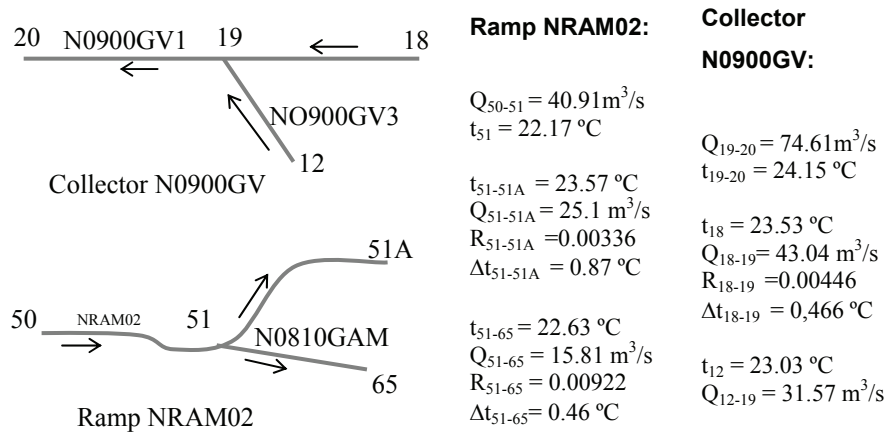 20 N0900GV1 19 18
NO900GV3
12
Collector N0900GV
51A
50 NRAM02 51
N0810GAM
65
Ramp NRAM02
Ramp NRAM02:
Q50-51 = 40.91m³/s
t51 = 22.17 ºC
t51-51A = 23.57 ºC
Q51-51A = 25.1 m³/s
R51-51A =0.00336
Δt51-51A = 0.87 ºC
t51-65 = 22.63 ºC
Q51-65 = 15.81 m³/s
R51-65 = 0.00922
Δt51-65= 0.46 ºC
Collector
N0900GV:
Q19-20 = 74.61m³/s
t19-20 = 24.15 ºC
t18 = 23.53 ºC
Q18-19= 43.04 m³/s
R18-19 =0.00446
Δt18-19 = 0,466 ºC
t12 = 23.03 ºC
Q12-19 = 31.57 m³/s